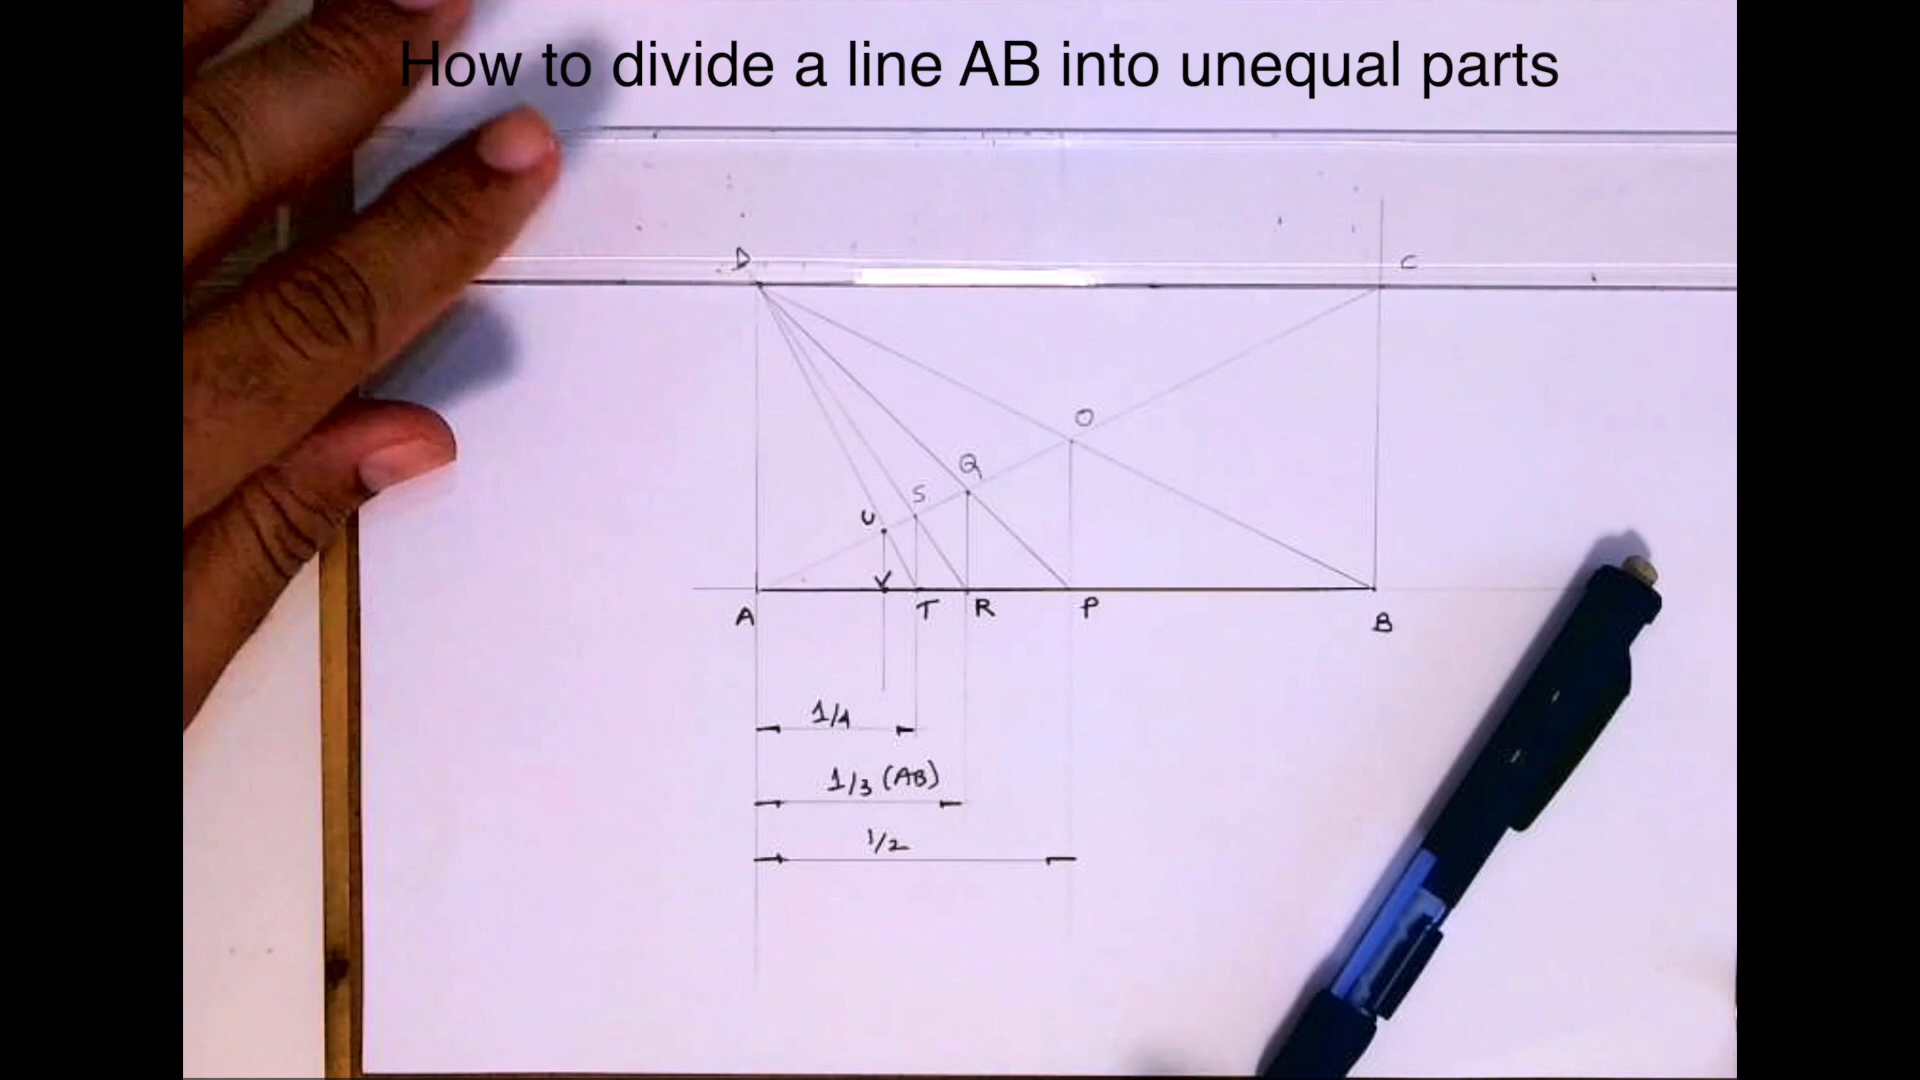 How to divide a line AB into unequal parts
D
C
O
Q
S
U
V
A
T
R
P
B
1/4
1/3 (AB)
1/2